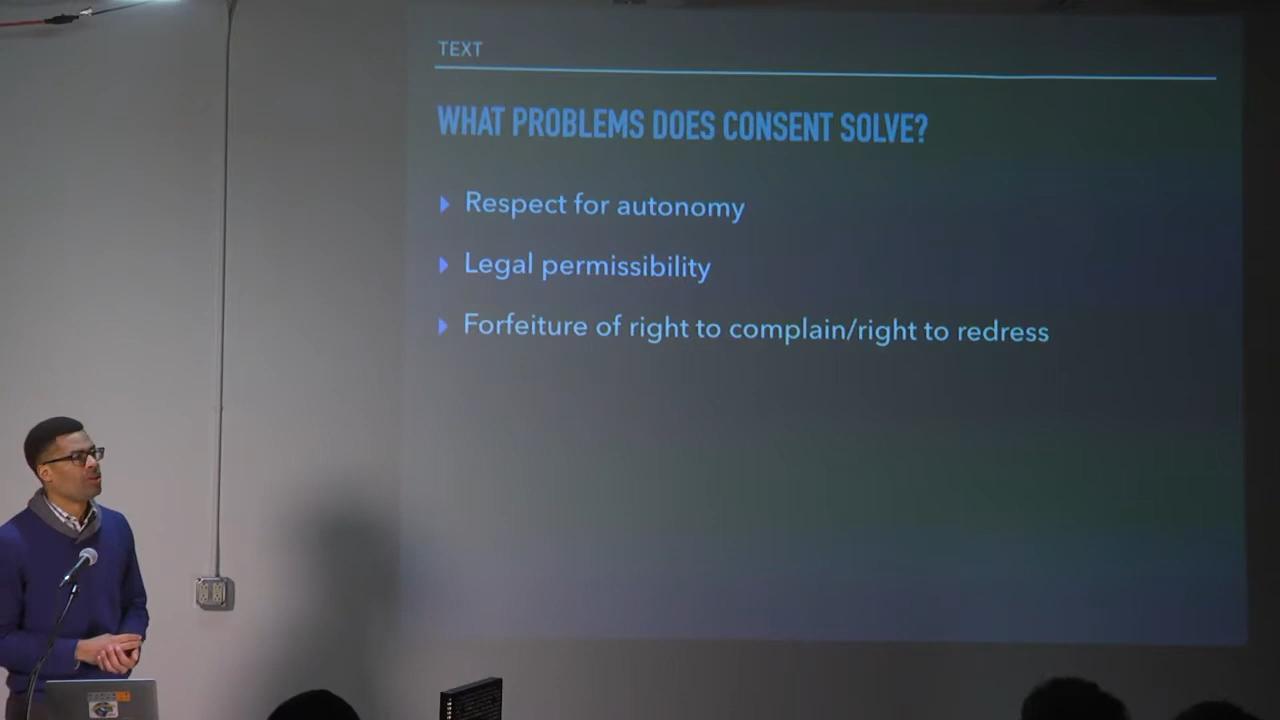 TEXT
WHAT PROBLEMS DOES CONSENT SOLVE?
Respect for autonomy
Legal permissibility
Forfeiture of right to complain/right to redress